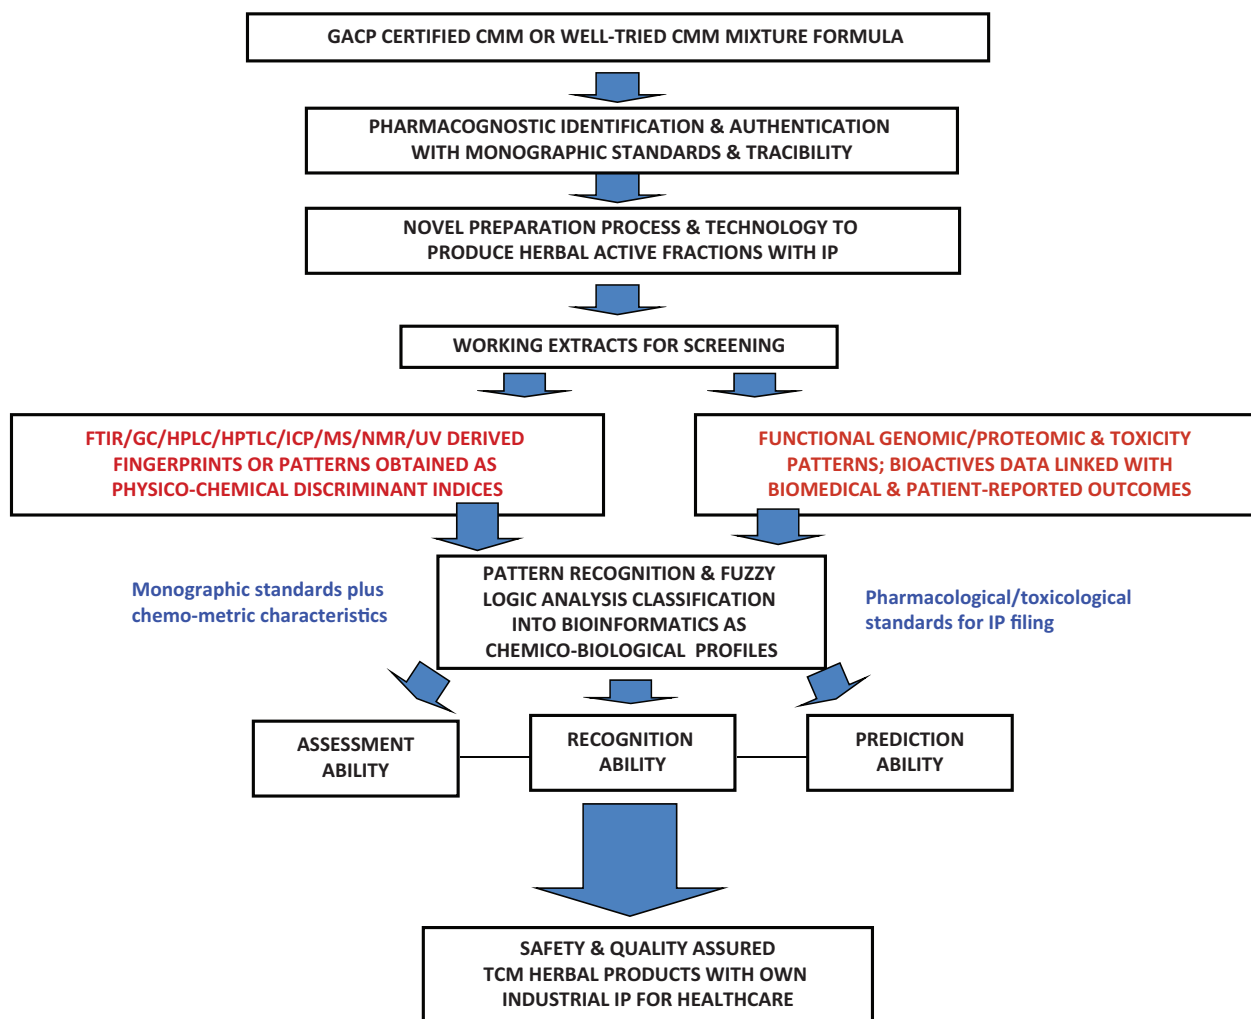 GACP CERTIFIED CMM OR WELL-TRIED CMM MIXTURE FORMULA
PHARMACOGNOSTIC IDENTIFICATION & AUTHENTICATION
WITH MONOGRAPHIC STANDARDS & TRACIBILITY
NOVEL PREPARATION PROCESS & TECHNOLOGY TO
PRODUCE HERBAL ACTIVE FRACTIONS WITH IP
WORKING EXTRACTS FOR SCREENING
FTIR/GC/HPLC/HPTLC/ICP/MS/NMR/UV DERIVED
FINGERPRINTS OR PATTERNS OBTAINED AS
PHYSICO-CHEMICAL DISCRIMINANT INDICES
FUNCTIONAL GENOMIC/PROTEOMIC & TOXICITY
PATTERNS; BIOACTIVES DATA LINKED WITH
BIOMEDICAL & PATIENT-REPORTED OUTCOMES
Monographic standards plus
chemo-metric characteristics
PATTERN RECOGNITION & FUZZY
LOGIC ANALYSIS CLASSIFICATION
INTO BIOINFORMATICS AS
CHEMICO-BIOLOGICAL PROFILES
Pharmacological/toxicological
standards for IP filing
ASSESSMENT
ABILITY
RECOGNITION
ABILITY
PREDICTION
ABILITY
SAFETY & QUALITY ASSURED
TCM HERBAL PRODUCTS WITH OWN
INDUSTRIAL IP FOR HEALTHCARE